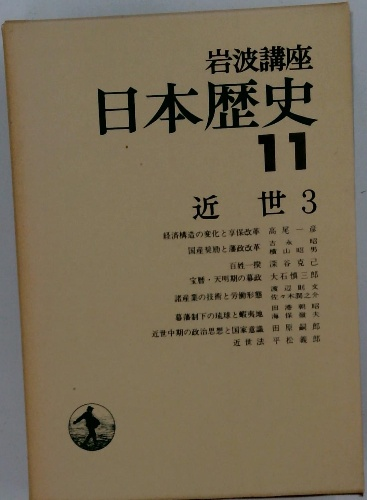 岩波講座
日本歴史
11
近世3
経済構造の変化と享保改革 高尾一彦
国産奨励と藩政改革 吉永昭 横山昭男
百姓一揆 深谷克己
宝暦・天明期の幕政 大石慎三郎
諸産業の技術と労働形態 渡辺則文 佐々木潤之介
幕藩制下の琉球と蝦夷地 田港朝昭 海保嶺夫
近世中期の政治思想と国家意識 田原嗣郎
近世法 平松義郎